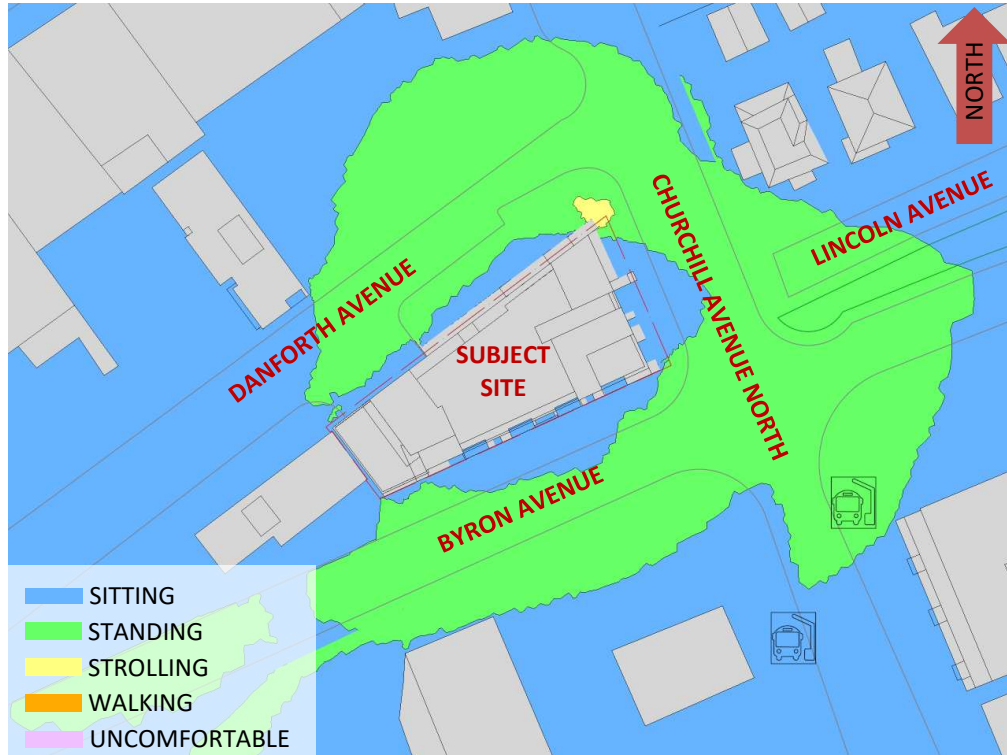 NORTH
CHURCHILL AVENUE NORTH
LINCOLN AVENUE
DANFORTH AVENUE
SUBJECT
SITE
BYRON AVENUE
SITTING
STANDING
STROLLING
WALKING
UNCOMFORTABLE